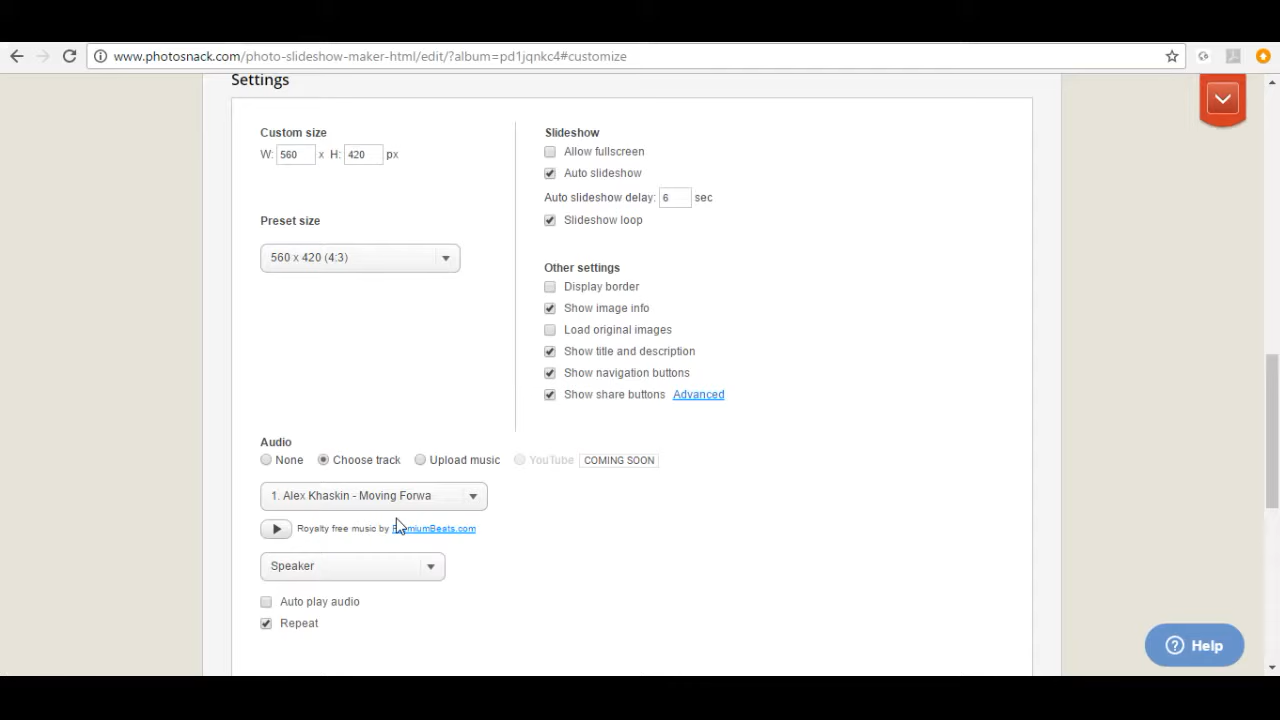 www.photosnack.com/photo-slideshow-maker-html/edit/?album=pd1jqnkc4#customize
Settings
Custom size
W: 560 x H: 420 px
Preset size
560 x 420 (4:3)
Slideshow
Allow fullscreen
Auto slideshow
Auto slideshow delay: 6 sec
Slideshow loop
Other settings
Display border
Show image info
Load original images
Show title and description
Show navigation buttons
Show share buttons Advanced
Audio
None Choose track Upload music YouTube COMING SOON
1. Alex Khaskin - Moving Forwa
Royalty free music by PremiumBeats.com
Speaker
Auto play audio
Repeat
Help